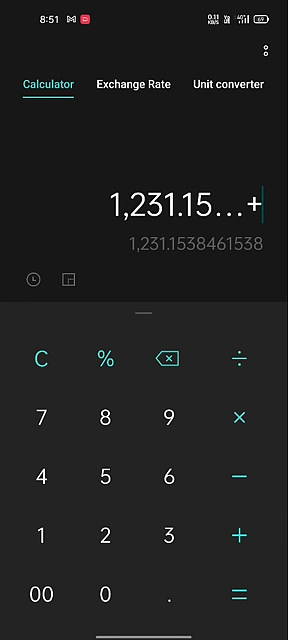 8:51 0.11 KB/S 4G 69
Calculator Exchange Rate Unit converter
1,231.15...+
1,231.1538461538
C % ÷
7 8 9 ×
4 5 6 −
1 2 3 +
00 0 . =